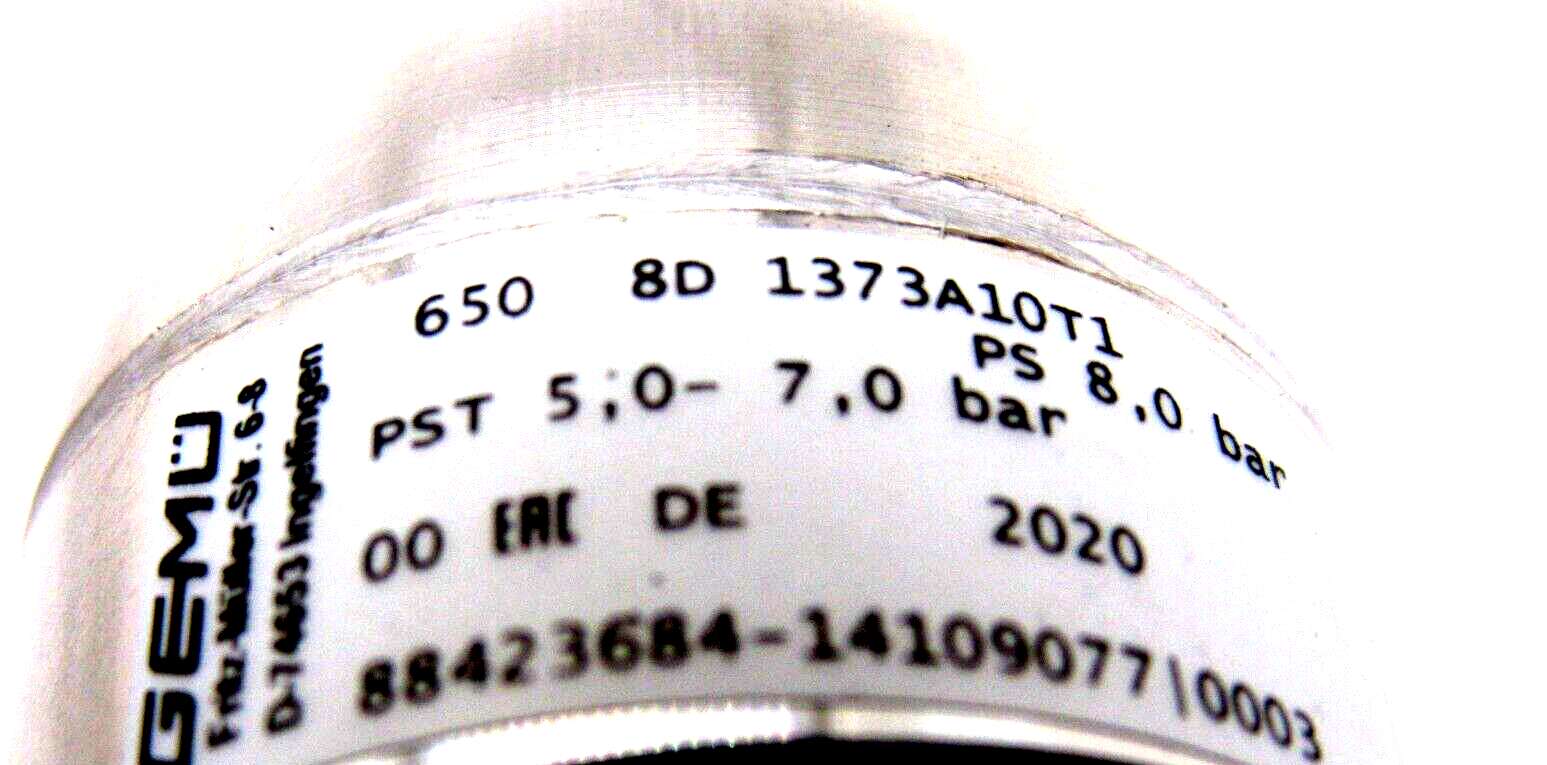 GEMÜ
Fritz-Müller-Str. 6-8
D-74653 Ingelfingen
650 8D 1373A10T1
PS 8,0 bar
PST 5,0- 7,0 bar
00 EAC DE 2020
88423684-14109077\0003